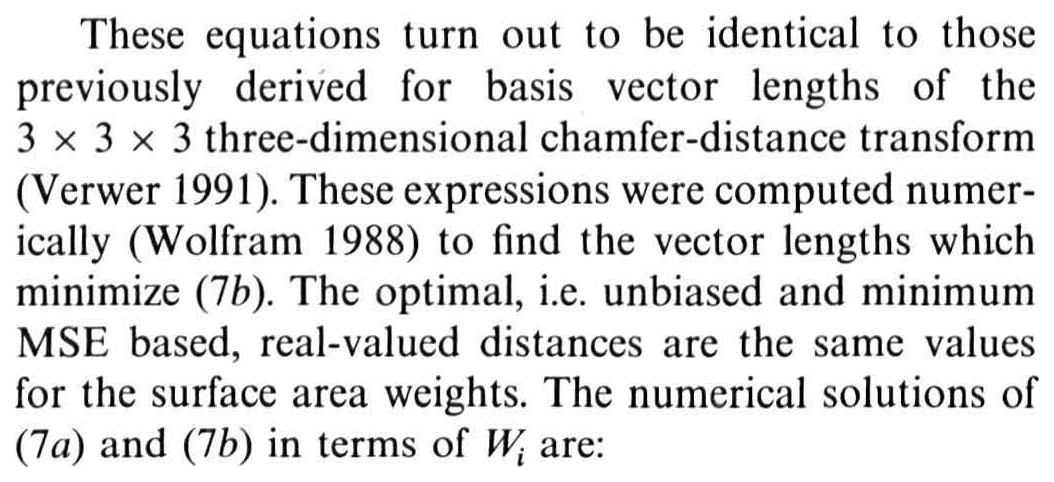 These equations turn out to be identical to those
previously derived for basis vector lengths of the
3 × 3 × 3 three-dimensional chamfer-distance transform
(Verwer 1991). These expressions were computed numer-
ically (Wolfram 1988) to find the vector lengths which
minimize (7b). The optimal, i.e. unbiased and minimum
MSE based, real-valued distances are the same values
for the surface area weights. The numerical solutions of
(7a) and (7b) in terms of Wᵢ are: